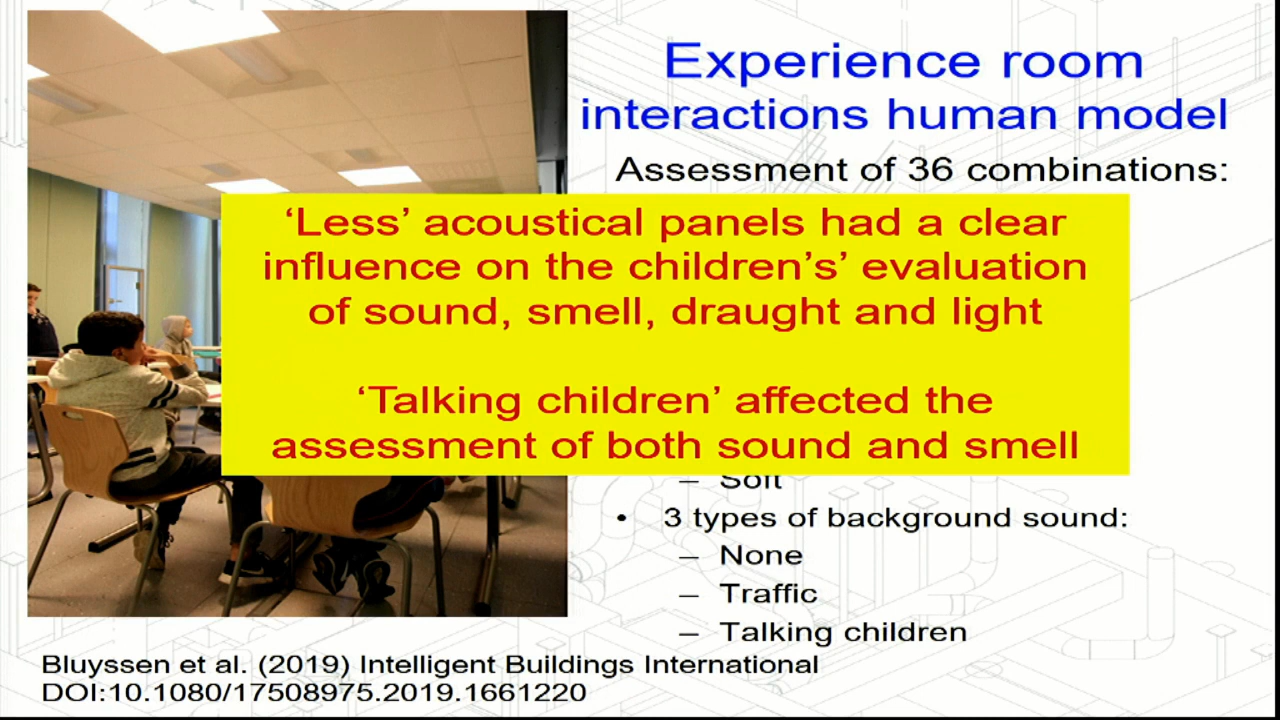 Experience room
interactions human model
Assessment of 36 combinations:
‘Less’ acoustical panels had a clear
influence on the children’s’ evaluation
of sound, smell, draught and light
‘Talking children’ affected the
assessment of both sound and smell
– Soft
• 3 types of background sound:
– None
– Traffic
– Talking children
Bluyssen et al. (2019) Intelligent Buildings International
DOI:10.1080/17508975.2019.1661220